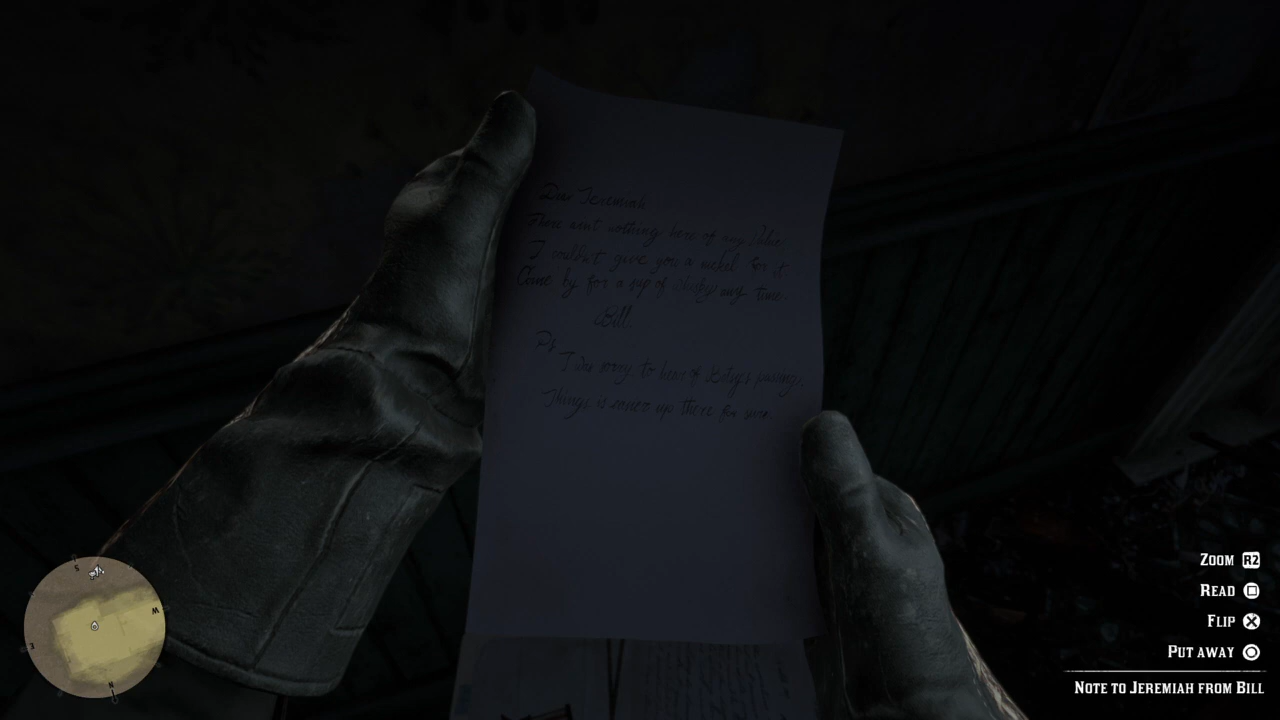 Dear Jeremiah
There aint nothing here of any Value.
I couldn't give you a nickel for it
Come by for a sup of any time.
Bill.
Ps
I was sorry to hear of Betsy's passing,
Things is easier up there for sure
ZOOM R2
READ
FLIP
PUT AWAY
NOTE TO JEREMIAH FROM BILL
S
W
E
N